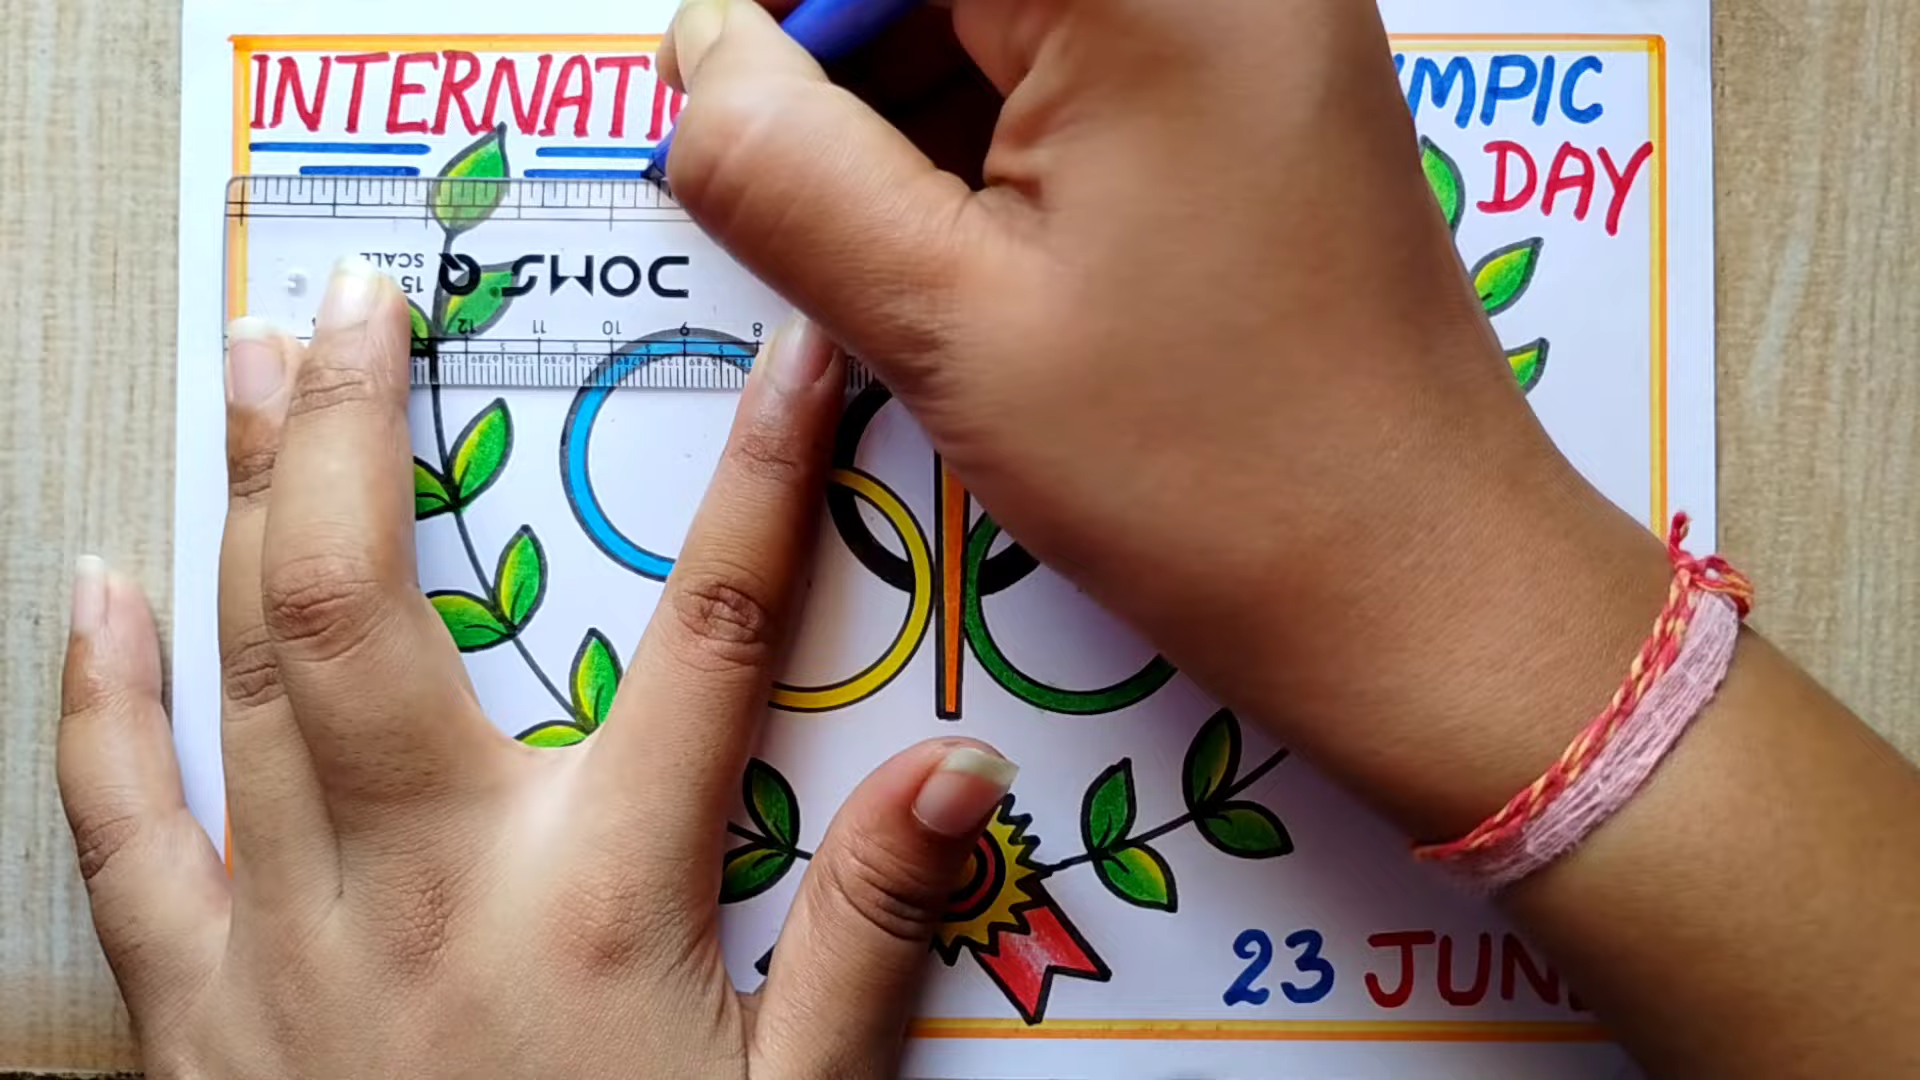 INTERNATI
MPIC
DAY
DOMS Q
15
SCALE
12 11 10 9 8
23 JUN